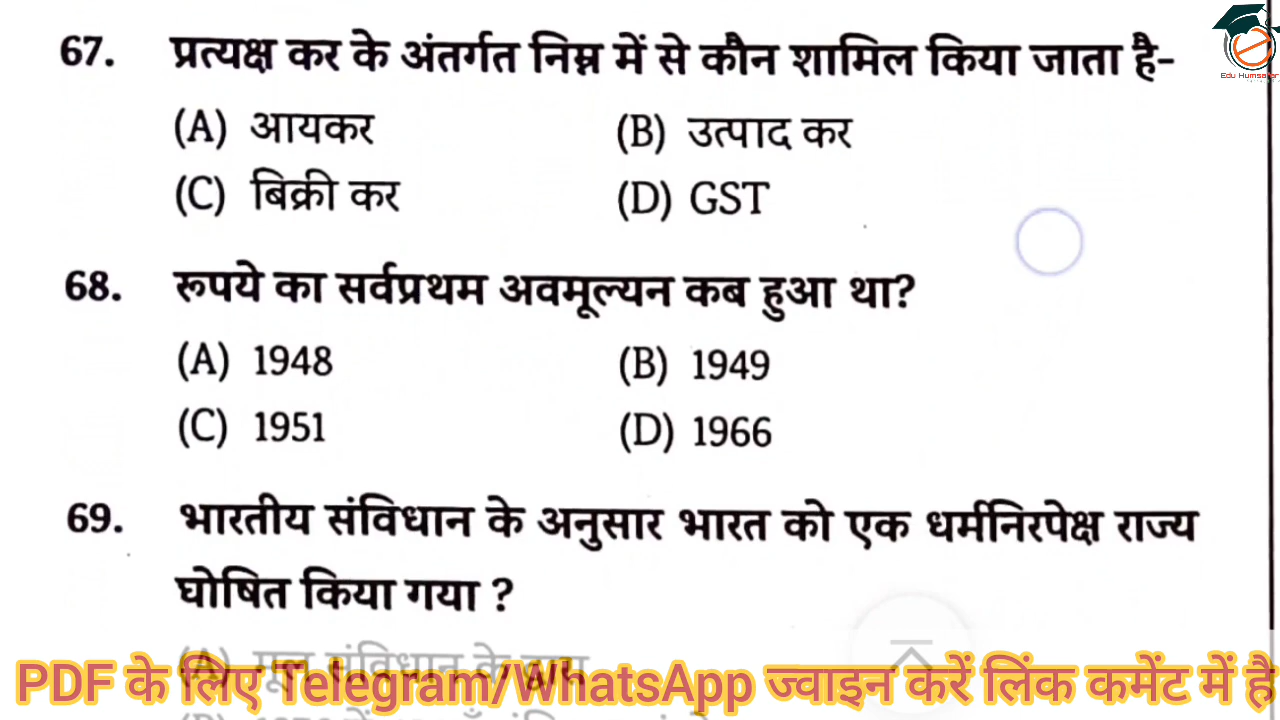 67. प्रत्यक्ष कर के अंतर्गत निम्न में से कौन शामिल किया जाता है-
(A) आयकर (B) उत्पाद कर
(C) बिक्री कर (D) GST
68. रूपये का सर्वप्रथम अवमूल्यन कब हुआ था?
(A) 1948 (B) 1949
(C) 1951 (D) 1966
69. भारतीय संविधान के अनुसार भारत को एक धर्मनिरपेक्ष राज्य
घोषित किया गया ?
(A) मूल संविधान के द्वारा
PDF के लिए Telegram/WhatsApp ज्वाइन करें लिंक कमेंट में है
Edu Humsafar